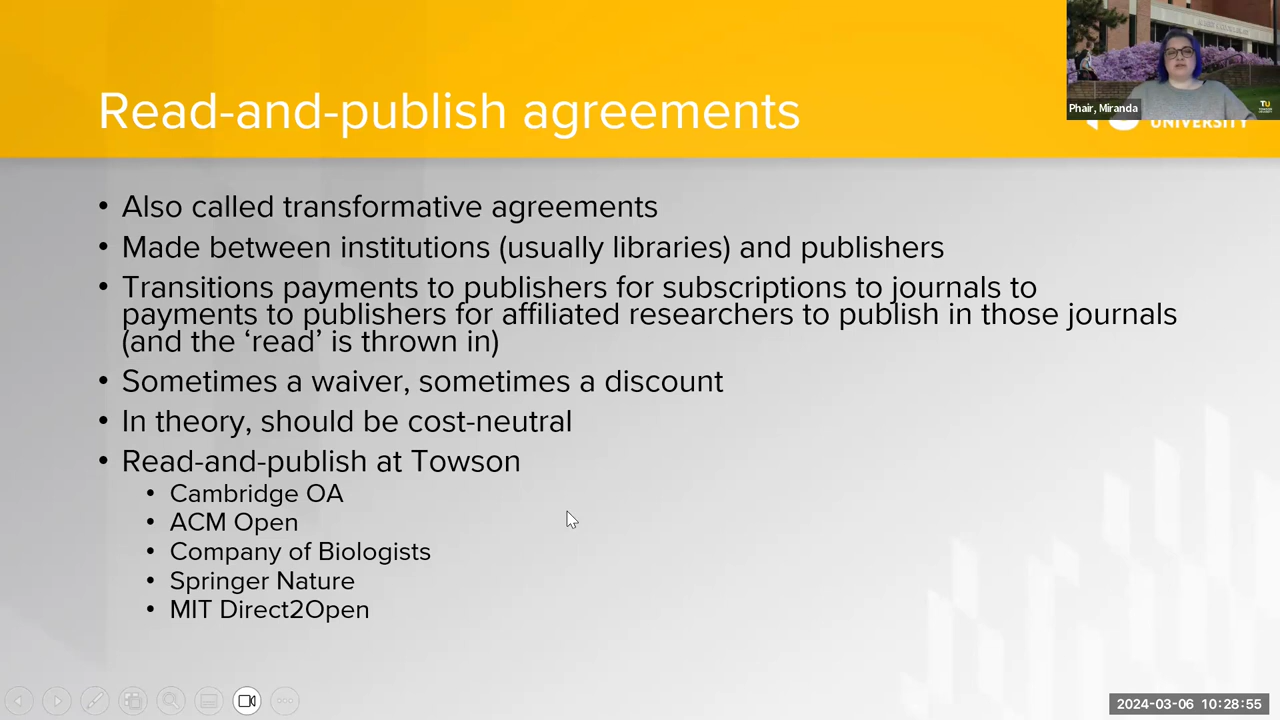 Read-and-publish agreements
Phair, Miranda
TU
UNIVERSITY
• Also called transformative agreements
• Made between institutions (usually libraries) and publishers
• Transitions payments to publishers for subscriptions to journals to
payments to publishers for affiliated researchers to publish in those journals
(and the ‘read’ is thrown in)
• Sometimes a waiver, sometimes a discount
• In theory, should be cost-neutral
• Read-and-publish at Towson
• Cambridge OA
• ACM Open
• Company of Biologists
• Springer Nature
• MIT Direct2Open
2024-03-06 10:28:55